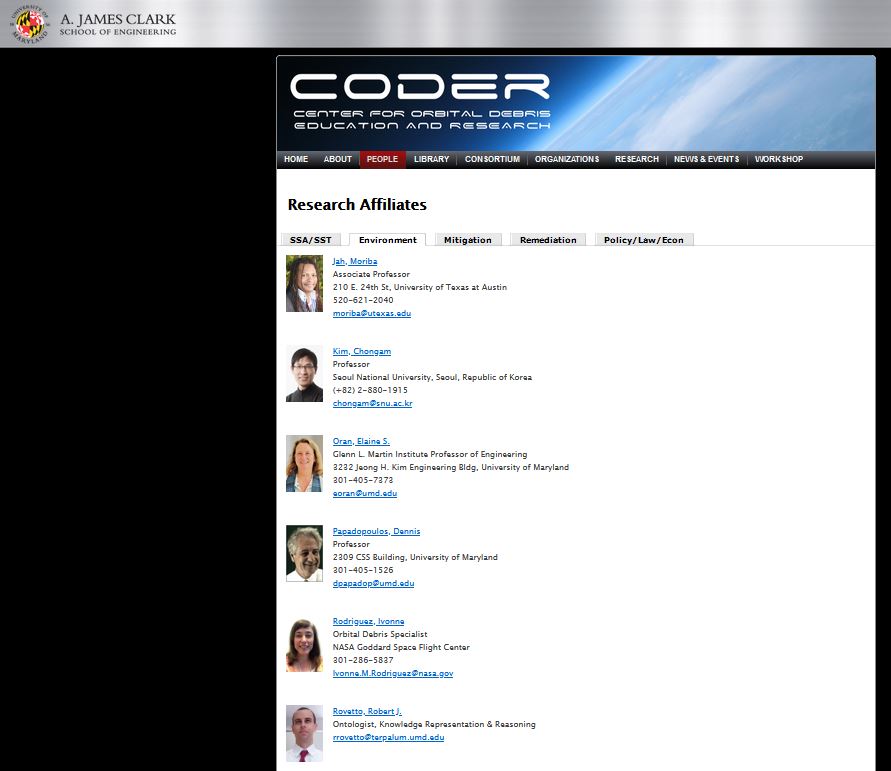 UNIVERSITY OF MARYLAND
A. JAMES CLARK
SCHOOL OF ENGINEERING
CODER
CENTER FOR ORBITAL DEBRIS
EDUCATION AND RESEARCH
HOME ABOUT PEOPLE LIBRARY CONSORTIUM ORGANIZATIONS RESEARCH NEWS & EVENTS WORKSHOP
Research Affiliates
SSA/SST Environment Mitigation Remediation Policy/Law/Econ
Jah, Moriba
Associate Professor
210 E. 24th St, University of Texas at Austin
520-621-2040
moriba@utexas.edu
Kim, Chongam
Professor
Seoul National University, Seoul, Republic of Korea
(+82) 2-880-1915
chongam@snu.ac.kr
Oran, Elaine S.
Glenn L. Martin Institute Professor of Engineering
3232 Jeong H. Kim Engineering Bldg, University of Maryland
301-405-7373
eoran@umd.edu
Papadopoulos, Dennis
Professor
2309 CSS Building, University of Maryland
301-405-1526
dpapadop@umd.edu
Rodriguez, Ivonne
Orbital Debris Specialist
NASA Goddard Space Flight Center
301-286-5837
Ivonne.M.Rodriguez@nasa.gov
Rovetto, Robert J.
Ontologist, Knowledge Representation & Reasoning
rrovetto@terpalum.umd.edu